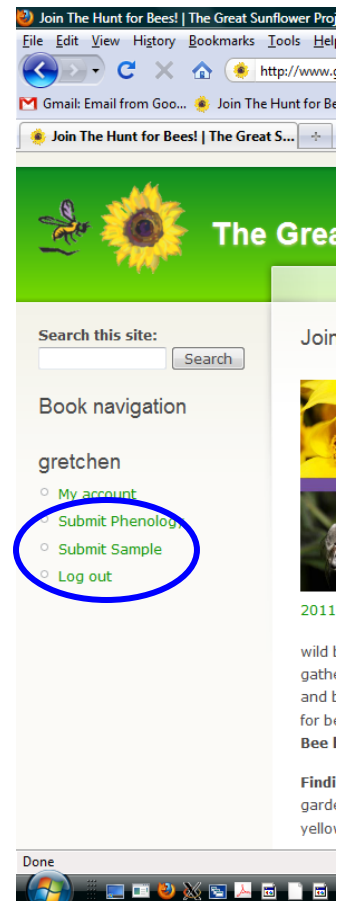 Join The Hunt for Bees! | The Great Sunflower Proj
File Edit View History Bookmarks Tools Help
http://www.g
Gmail: Email from Goo... Join The Hunt for Be
Join The Hunt for Bees! | The Great S...
The Grea
Search this site:
Join
Search
Book navigation
gretchen
My account
Submit Phenology
Submit Sample
Log out
2011
wild b
gathe
and b
for be
Bee
Findi
garde
yellow
Done